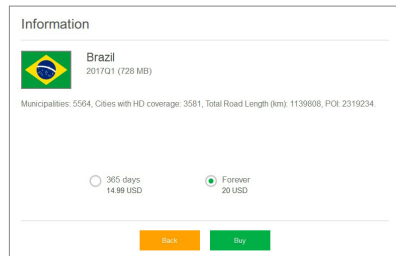 Information
Brazil
2017Q1 (728 MB)
Municipalities: 5564, Cities with HD coverage: 3581, Total Road Length (km): 1139808, POI: 2319234.
365 days
14.99 USD
Forever
20 USD
Back
Buy